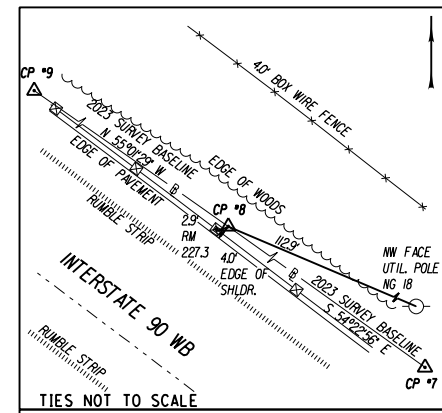 CP #9
4.0' BOX WIRE FENCE
2023 SURVEY BASELINE
N 55°01'29" W B
EDGE OF WOODS
EDGE OF PAVEMENT
RUMBLE STRIP
CP #8
2.9'
RM
227.3
112.9'
NW FACE
UTIL. POLE
NG 18
4.0'
EDGE OF
SHLDR.
B 2023 SURVEY BASELINE
S 54°22'56" E
INTERSTATE 90 WB
RUMBLE STRIP
CP #7
TIES NOT TO SCALE